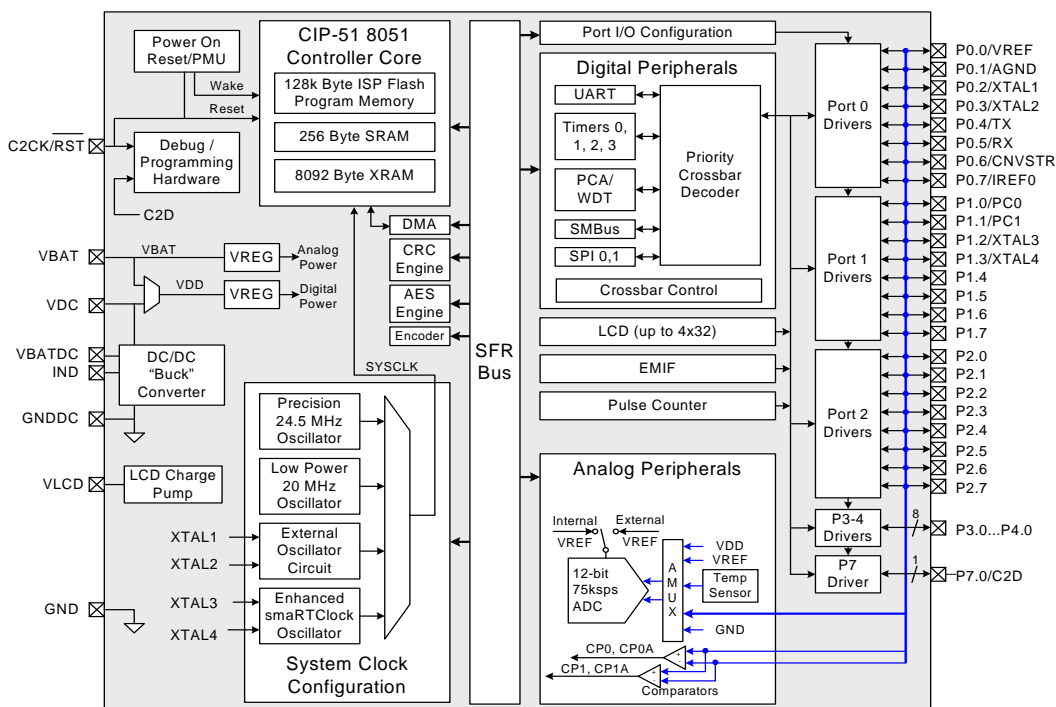 Power On
Reset/PMU
Wake
Reset
C2CK/RST
Debug /
Programming
Hardware
C2D
CIP-51 8051
Controller Core
128k Byte ISP Flash
Program Memory
256 Byte SRAM
8092 Byte XRAM
DMA
CRC
Engine
AES
Engine
Encoder
SYSCLK
VBAT
VBAT
VREG
Analog
Power
VDC
VDD
VREG
Digital
Power
VBATDC
IND
DC/DC
“Buck”
Converter
GNDDC
VLCD
LCD Charge
Pump
Precision
24.5 MHz
Oscillator
Low Power
20 MHz
Oscillator
XTAL1
XTAL2
External
Oscillator
Circuit
GND
XTAL3
XTAL4
Enhanced
smaRTClock
Oscillator
System Clock
Configuration
SFR
Bus
Port I/O Configuration
Digital Peripherals
UART
Timers 0,
1, 2, 3
PCA/
WDT
SMBus
SPI 0,1
Priority
Crossbar
Decoder
Crossbar Control
LCD (up to 4x32)
EMIF
Pulse Counter
Analog Peripherals
Internal
VREF
External
VREF
12-bit
75ksps
ADC
A
M
U
X
VDD
VREF
Temp
Sensor
GND
CP0, CP0A
+
-
CP1, CP1A
+
-
Comparators
Port 0
Drivers
Port 1
Drivers
Port 2
Drivers
P3-4
Drivers
P7
Driver
8
1
P0.0/VREF
P0.1/AGND
P0.2/XTAL1
P0.3/XTAL2
P0.4/TX
P0.5/RX
P0.6/CNVSTR
P0.7/IREF0
P1.0/PC0
P1.1/PC1
P1.2/XTAL3
P1.3/XTAL4
P1.4
P1.5
P1.6
P1.7
P2.0
P2.1
P2.2
P2.3
P2.4
P2.5
P2.6
P2.7
P3.0...P4.0
P7.0/C2D